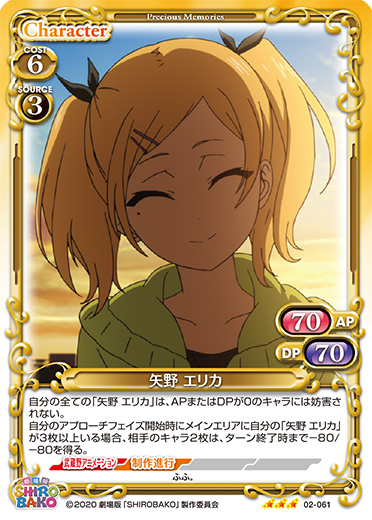 Precious Memories
Character
COST
6
SOURCE
3
70 AP
DP 70
矢野 エリカ
自分の全ての「矢野 エリカ」は、APまたはDPが0のキャラには妨害さ
れない。
自分のアプローチフェイズ開始時にメインエリアに自分の「矢野 エリカ」
が3枚以上いる場合、相手のキャラ2枚は、ターン終了時まで－80/
－80を得る。
武蔵野アニメーション 制作進行
ふふ。
劇場版
SHIRO
BAKO
©2020 劇場版「SHIROBAKO」製作委員会
★★★ 02-061